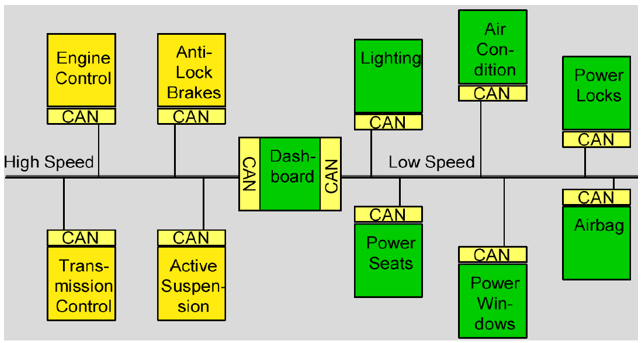 Engine
Control
CAN
Anti-
Lock
Brakes
CAN
Lighting
CAN
Air
Con-
dition
CAN
Power
Locks
CAN
High Speed
CAN
Dash-
board
CAN
Low Speed
CAN
Trans-
mission
Control
CAN
Active
Suspen-
sion
CAN
Power
Seats
CAN
Power
Win-
dows
CAN
Airbag